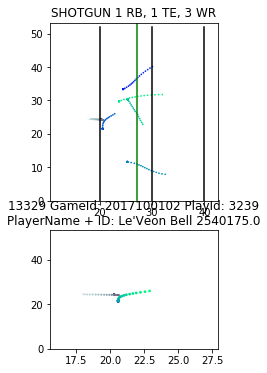 SHOTGUN 1 RB, 1 TE, 3 WR
50
40
30
20
10
0
20 30 40
13329 GameId: 2017100102 PlayId: 3239
PlayerName + ID: Le'Veon Bell 2540175.0
40
20
0
17.5 20.0 22.5 25.0 27.5